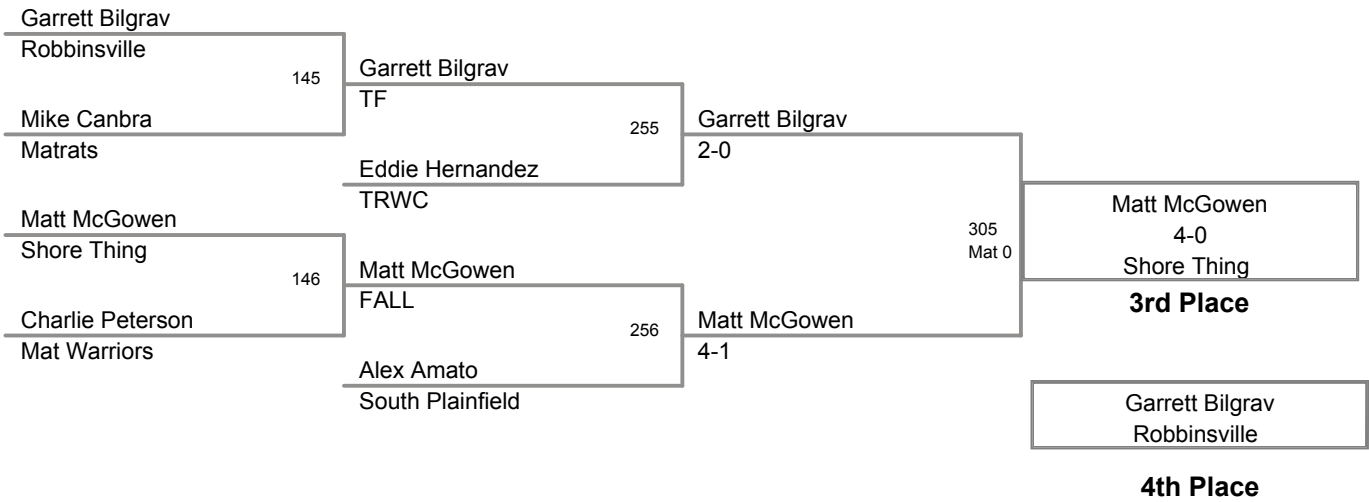 Garrett Bilgrav
Robbinsville
145
Mike Canbra
Matrats
Matt McGowen
Shore Thing
146
Charlie Peterson
Mat Warriors
Garrett Bilgrav
TF
255
Eddie Hernandez
TRWC
Matt McGowen
FALL
256
Alex Amato
South Plainfield
Garrett Bilgrav
2-0
305
Mat 0
Matt McGowen
4-1
Matt McGowen
4-0
Shore Thing
3rd Place
Garrett Bilgrav
Robbinsville
4th Place